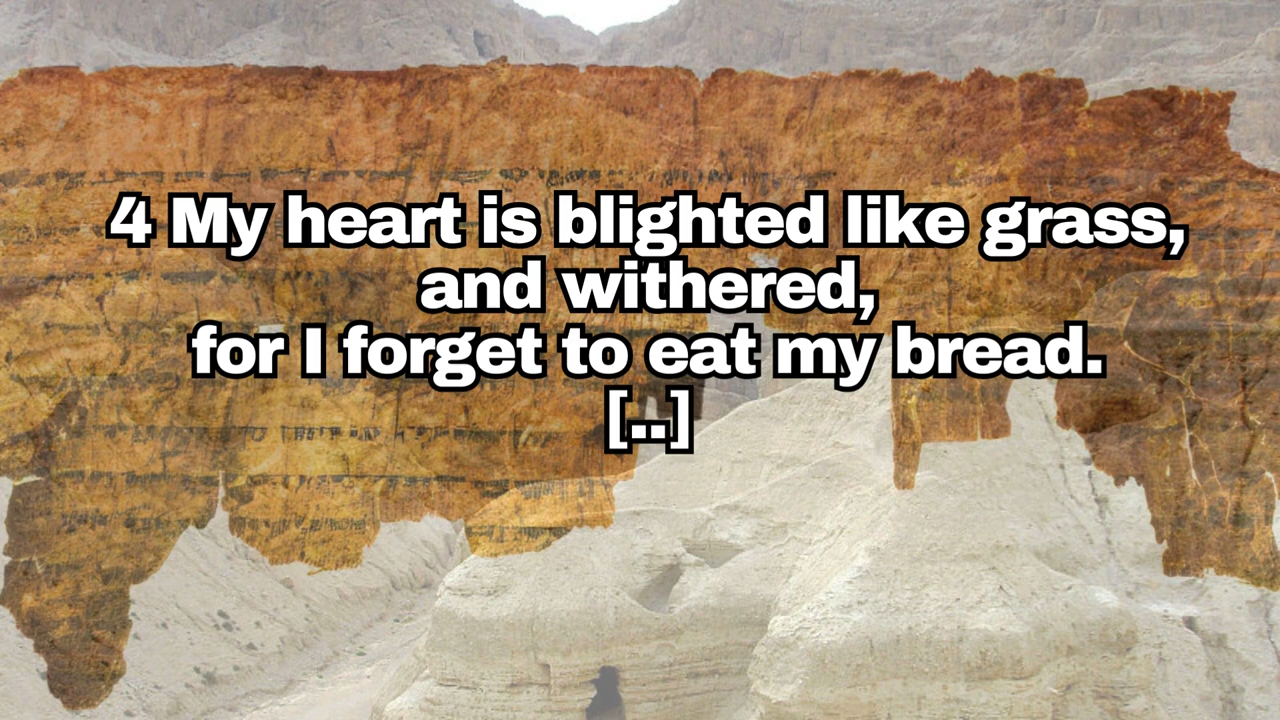 4 My heart is blighted like grass,
and withered,
for I forget to eat my bread.
[..]